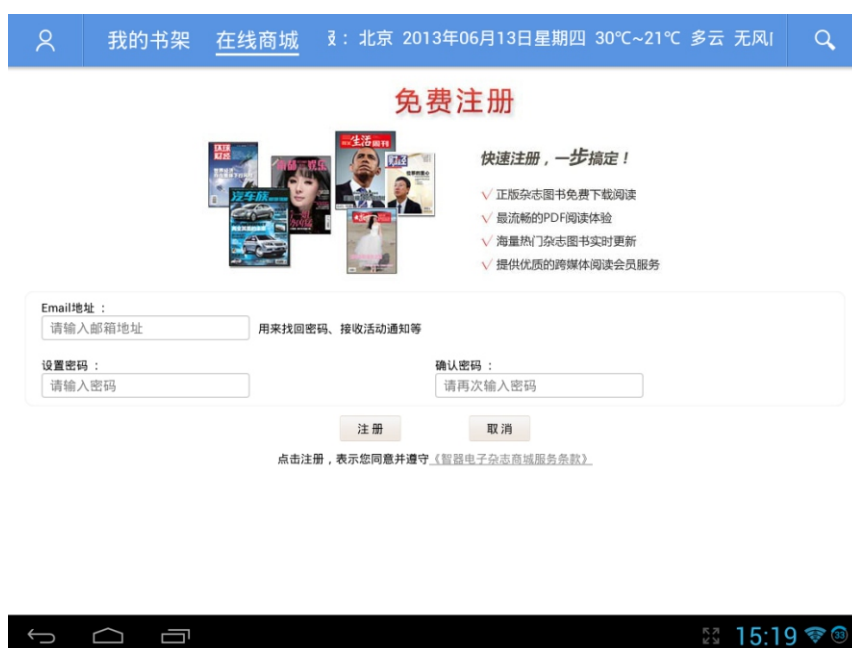 我的书架 在线商城 : 北京 2013年06月13日星期四 30℃~21℃ 多云 无风
免费注册
快速注册,一步搞定!
正版杂志图书免费下载阅读
最流畅的PDF阅读体验
海量热门杂志图书实时更新
提供优质的跨媒体阅读会员服务
生活周刊
汽车族
Email地址 :
请输入邮箱地址 用来找回密码、接收活动通知等
设置密码 : 确认密码 :
请输入密码 请再次输入密码
注册 取消
点击注册,表示您同意并遵守《智器电子杂志商城服务条款》
15:19 33